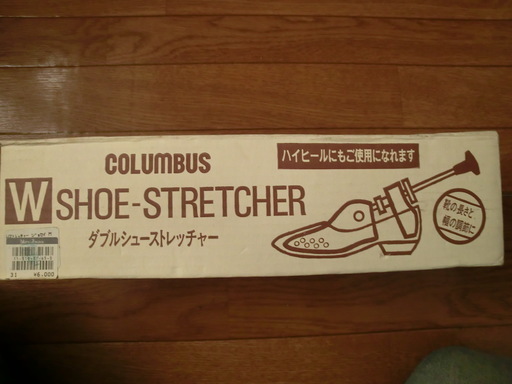 COLUMBUS
ハイヒールにもご使用になれます
W SHOE-STRETCHER
ダブルシューストレッチャー
靴の長さと
幅の調節に
31 ¥6,000